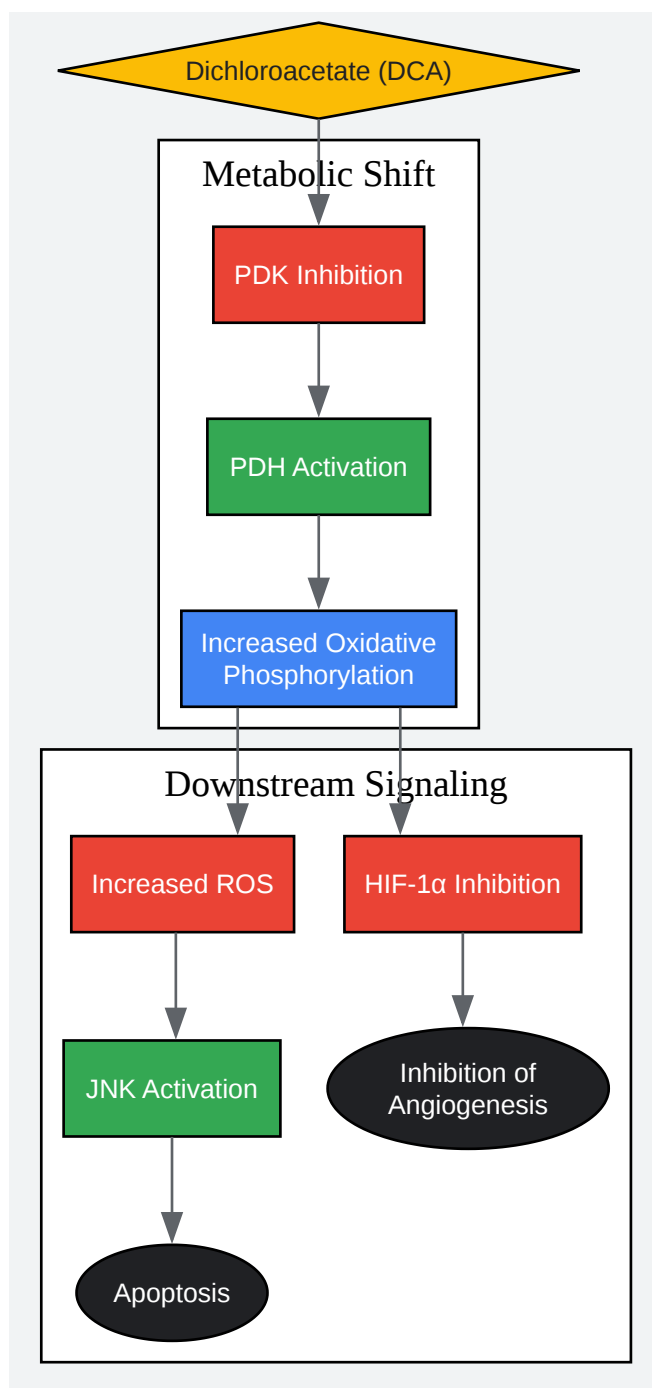 Dichloroacetate (DCA)
Metabolic Shift
PDK Inhibition
PDH Activation
Increased Oxidative
Phosphorylation
Downstream Signaling
Increased ROS
HIF-1α Inhibition
JNK Activation
Inhibition of
Angiogenesis
Apoptosis